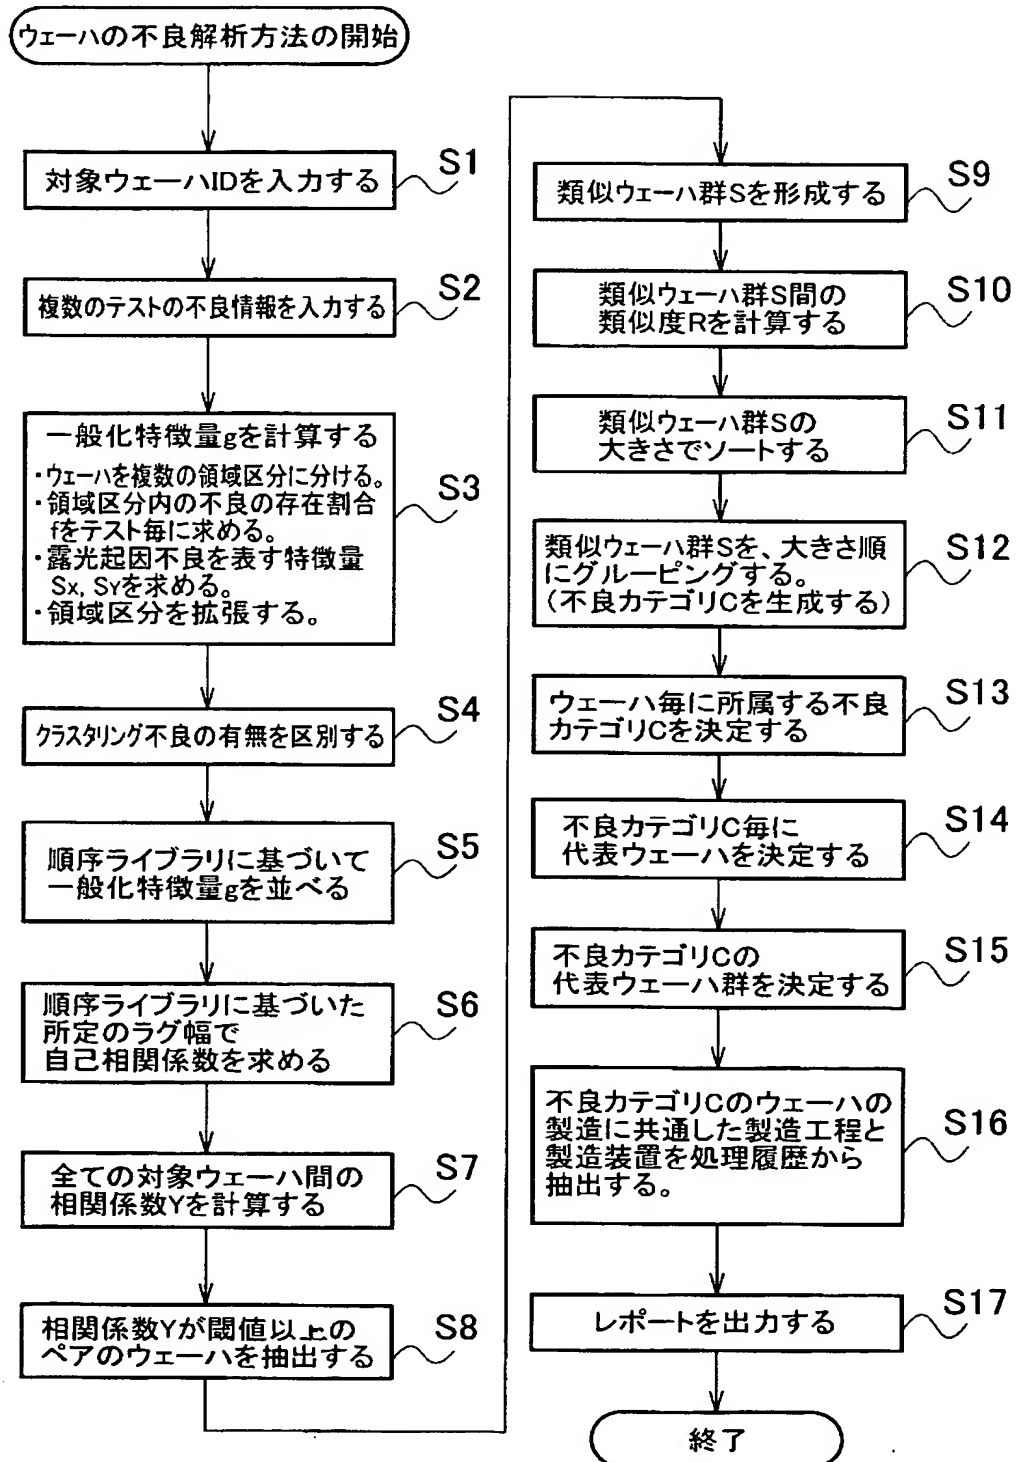 ウェーハの不良解析方法の開始
対象ウェーハIDを入力する
S1
複数のテストの不良情報を入力する
S2
一般化特徴量gを計算する
・ウェーハを複数の領域区分に分ける。
・領域区分内の不良の存在割合
fをテスト毎に求める。
・露光起因不良を表す特徴量
Sx, Syを求める。
・領域区分を拡張する。
S3
クラスタリング不良の有無を区別する
S4
順序ライブラリに基づいて
一般化特徴量gを並べる
S5
順序ライブラリに基づいた
所定のラグ幅で
自己相関係数を求める
S6
全ての対象ウェーハ間の
相関係数Yを計算する
S7
相関係数Yが閾値以上の
ペアのウェーハを抽出する
S8
類似ウェーハ群Sを形成する
S9
類似ウェーハ群S間の
類似度Rを計算する
S10
類似ウェーハ群Sの
大きさでソートする
S11
類似ウェーハ群Sを、大きさ順
にグルーピングする。
(不良カテゴリCを生成する)
S12
ウェーハ毎に所属する不良
カテゴリCを決定する
S13
不良カテゴリC毎に
代表ウェーハを決定する
S14
不良カテゴリCの
代表ウェーハ群を決定する
S15
不良カテゴリCのウェーハの
製造に共通した製造工程と
製造装置を処理履歴から
抽出する。
S16
レポートを出力する
S17
終了